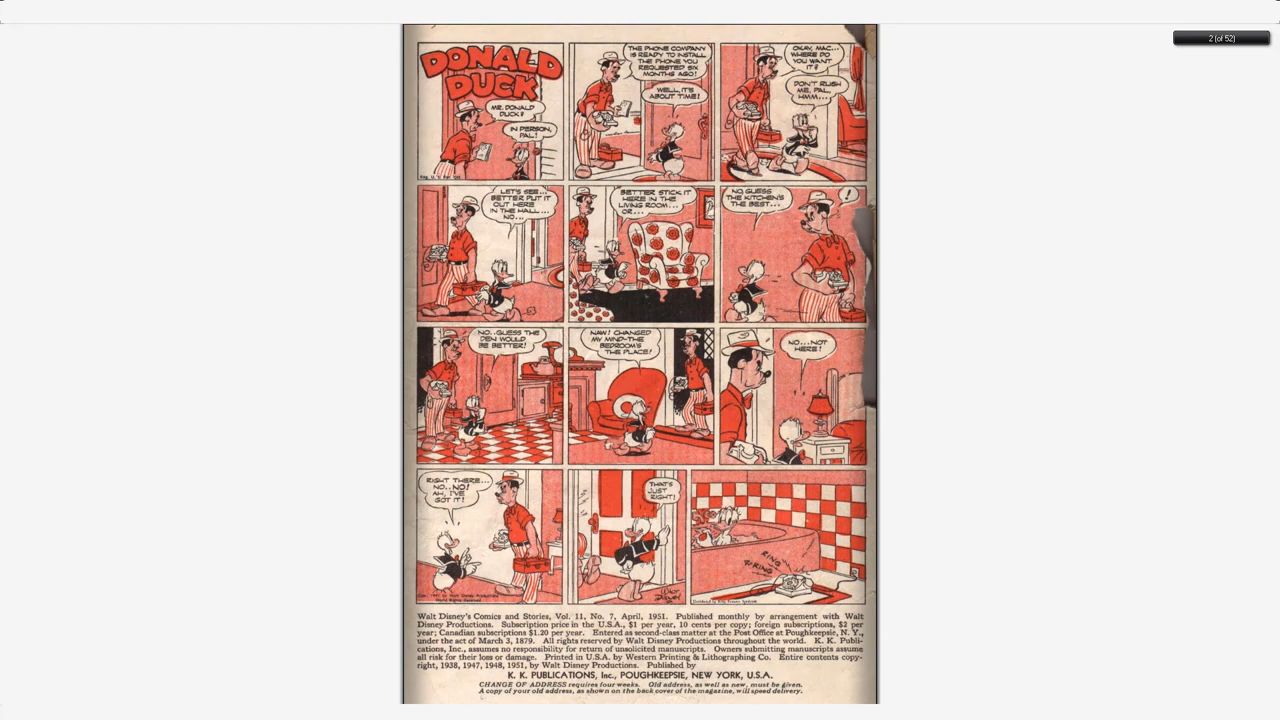 2 (of 52)
DONALD
DUCK
MR. DONALD
DUCK?
IN PERSON,
PAL!
THE PHONE COMPANY
IS READY TO INSTALL
THE PHONE YOU
REQUESTED SIX
MONTHS AGO!
WELL, IT'S
ABOUT TIME!
OKAY, MAC...
WHERE DO
YOU WANT
IT?
DON'T RUSH
ME, PAL,
HMM...
LET'S SEE...
BETTER PUT IT
OUT HERE
IN THE HALL...
NO...
BETTER STICK IT
HERE IN THE
LIVING ROOM...
OR...
NO, GUESS
THE KITCHEN'S
THE BEST...
!
NO.. GUESS THE
DEN WOULD
BE BETTER!
NAW! CHANGED
MY MIND-THE
BEDROOM'S
THE PLACE!
NO...NOT
HERE!
RIGHT THERE...
NO..NO!
AH, I'VE
GOT IT!
THAT'S
JUST
RIGHT!
WALT
DISNEY
RING
RING
Distributed by King Features Syndicate
Walt Disney's Comics and Stories, Vol. 11, No. 7, April, 1951. Published monthly by arrangement with Walt
Disney Productions. Subscription price in the U.S.A., $1 per year, 10 cents per copy; foreign subscriptions, $2 per
year; Canadian subscriptions $1.20 per year. Entered as second-class matter at the Post Office at Poughkeepsie, N. Y.,
under the act of March 3, 1879. All rights reserved by Walt Disney Productions throughout the world. K. K. Publi-
cations, Inc., assumes no responsibility for return of unsolicited manuscripts. Owners submitting manuscripts assume
all risk for their loss or damage. Printed in U.S.A. by Western Printing & Lithographing Co. Entire contents copy-
right, 1938, 1947, 1948, 1951, by Walt Disney Productions. Published by
K. K. PUBLICATIONS, Inc., POUGHKEEPSIE, NEW YORK, U.S.A.
CHANGE OF ADDRESS requires four weeks. Old address, as well as new, must be given.
A copy of your old address, as shown on the back cover of the magazine, will speed delivery.